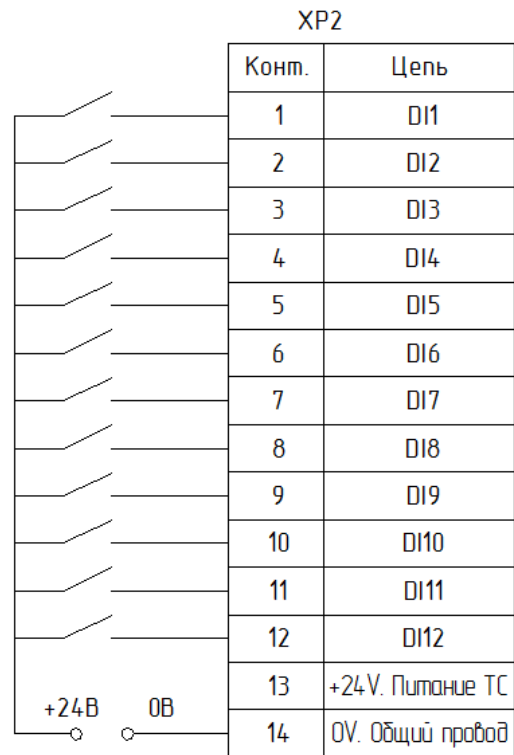 XP2
Конт. Цепь
1 DI1
2 DI2
3 DI3
4 DI4
5 DI5
6 DI6
7 DI7
8 DI8
9 DI9
10 DI10
11 DI11
12 DI12
13 +24V. Питание ТС
+24В 0В
14 0V. Общий провод